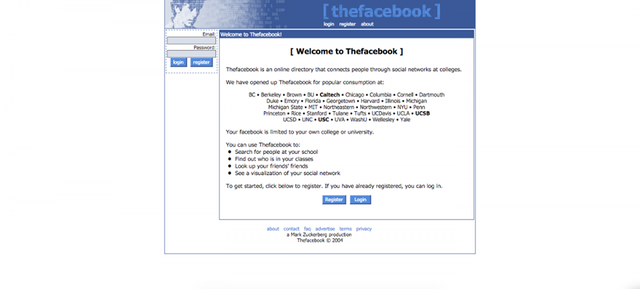 [ thefacebook ]
login register about
Email:
Password:
login register
Welcome to Thefacebook!
[ Welcome to Thefacebook ]
Thefacebook is an online directory that connects people through social networks at colleges.
We have opened up Thefacebook for popular consumption at:
BC • Berkeley • Brown • BU • Caltech • Chicago • Columbia • Cornell • Dartmouth
Duke • Emory • Florida • Georgetown • Harvard • Illinois • Michigan
Michigan State • MIT • Northeastern • Northwestern • NYU • Penn
Princeton • Rice • Stanford • Tulane • Tufts • UCDavis • UCLA • UCSB
UCSD • UNC • USC • UVA • WashU • Wellesley • Yale
Your facebook is limited to your own college or university.
You can use Thefacebook to:
• Search for people at your school
• Find out who is in your classes
• Look up your friends' friends
• See a visualization of your social network
To get started, click below to register. If you have already registered, you can log in.
Register Login
about contact faq advertise terms privacy
a Mark Zuckerberg production
Thefacebook © 2004